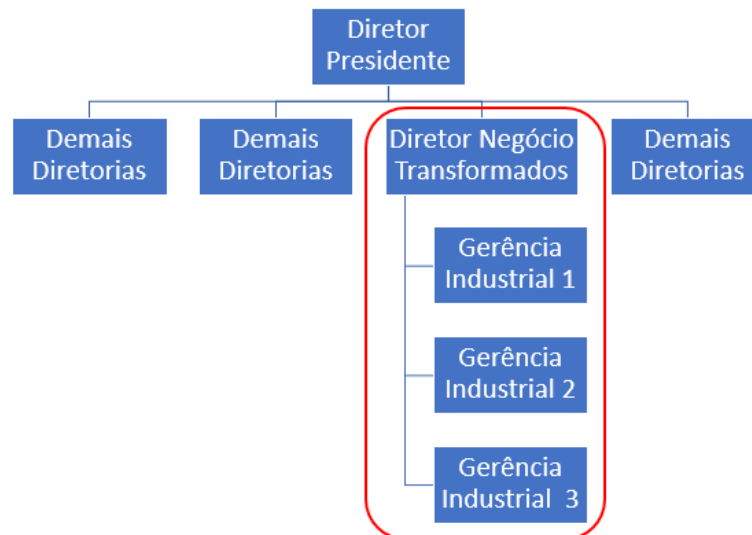 Diretor
Presidente
Demais
Diretorias
Demais
Diretorias
Diretor Negócio
Transformados
Demais
Diretorias
Gerência
Industrial 1
Gerência
Industrial 2
Gerência
Industrial 3